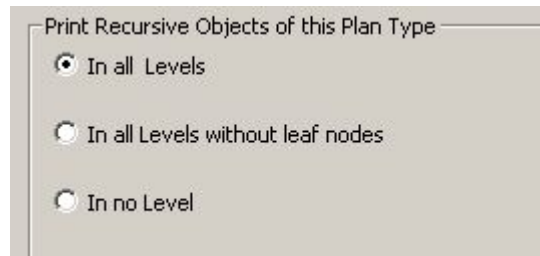 Print Recursive Objects of this Plan Type
In all  Levels
In all Levels without leaf nodes
In no Level